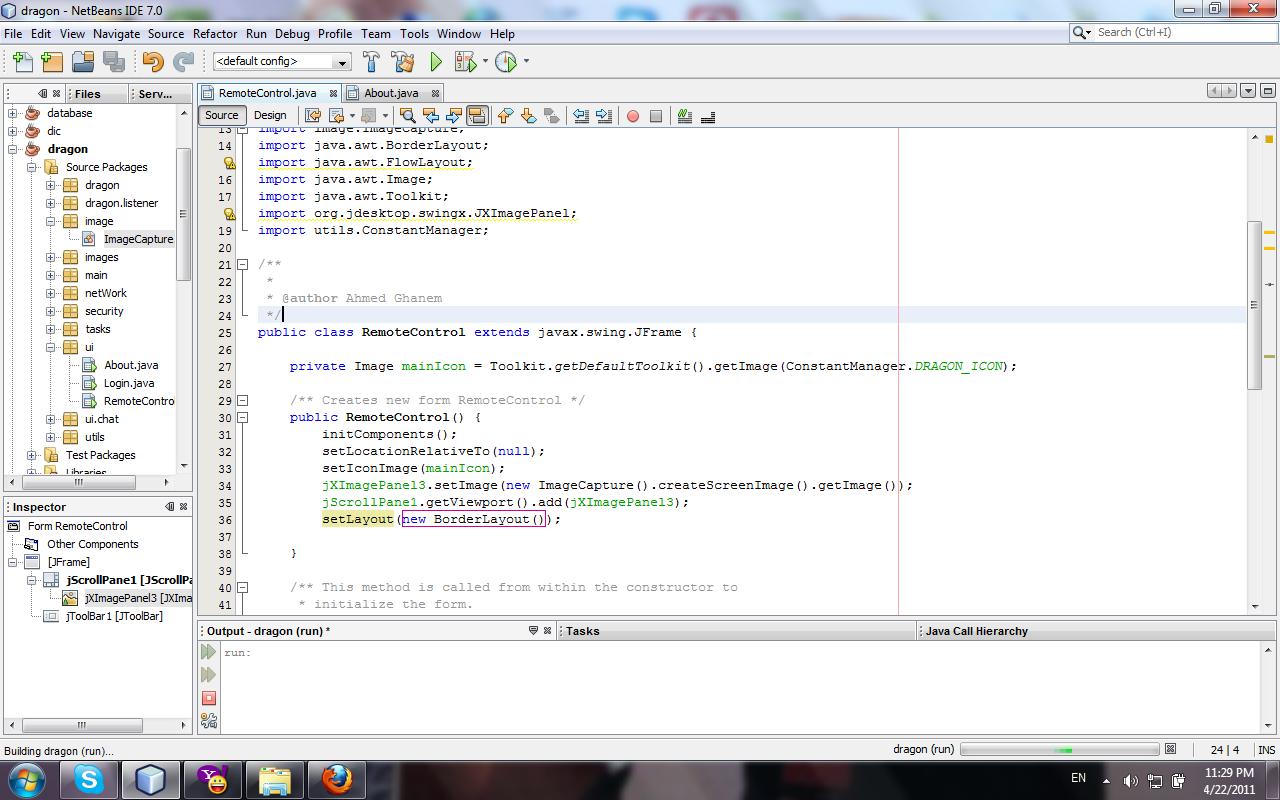 dragon - NetBeans IDE 7.0
File Edit View Navigate Source Refactor Run Debug Profile Team Tools Window Help
Search (Ctrl+I)
<default config>
Files
Serv...
database
dic
dragon
Source Packages
dragon
dragon.listener
image
ImageCapture
images
main
netWork
security
tasks
ui
About.java
Login.java
RemoteContro
ui.chat
utils
Test Packages
Libraries
Inspector
Form RemoteControl
Other Components
[JFrame]
jScrollPane1 [JScrollPa
jXImagePanel3 [JXIma
jToolBar1 [JToolBar]
RemoteControl.java
About.java
Source Design
13 import image.ImageCapture;
14 import java.awt.BorderLayout;
import java.awt.FlowLayout;
16 import java.awt.Image;
17 import java.awt.Toolkit;
import org.jdesktop.swingx.JXImagePanel;
19 import utils.ConstantManager;
20
21 /**
22 *
23 * @author Ahmed Ghanem
24 */
25 public class RemoteControl extends javax.swing.JFrame {
26
27 private Image mainIcon = Toolkit.getDefaultToolkit().getImage(ConstantManager.DRAGON_ICON);
28
29 /** Creates new form RemoteControl */
30 public RemoteControl() {
31 initComponents();
32 setLocationRelativeTo(null);
33 setIconImage(mainIcon);
34 jXImagePanel3.setImage(new ImageCapture().createScreenImage().getImage());
35 jScrollPane1.getViewport().add(jXImagePanel3);
36 setLayout(new BorderLayout());
37
38 }
39
40 /** This method is called from within the constructor to
41 * initialize the form.
Output - dragon (run) *
Tasks
Java Call Hierarchy
run:
Building dragon (run)...
dragon (run)
24 | 4
INS
EN
11:29 PM
4/22/2011